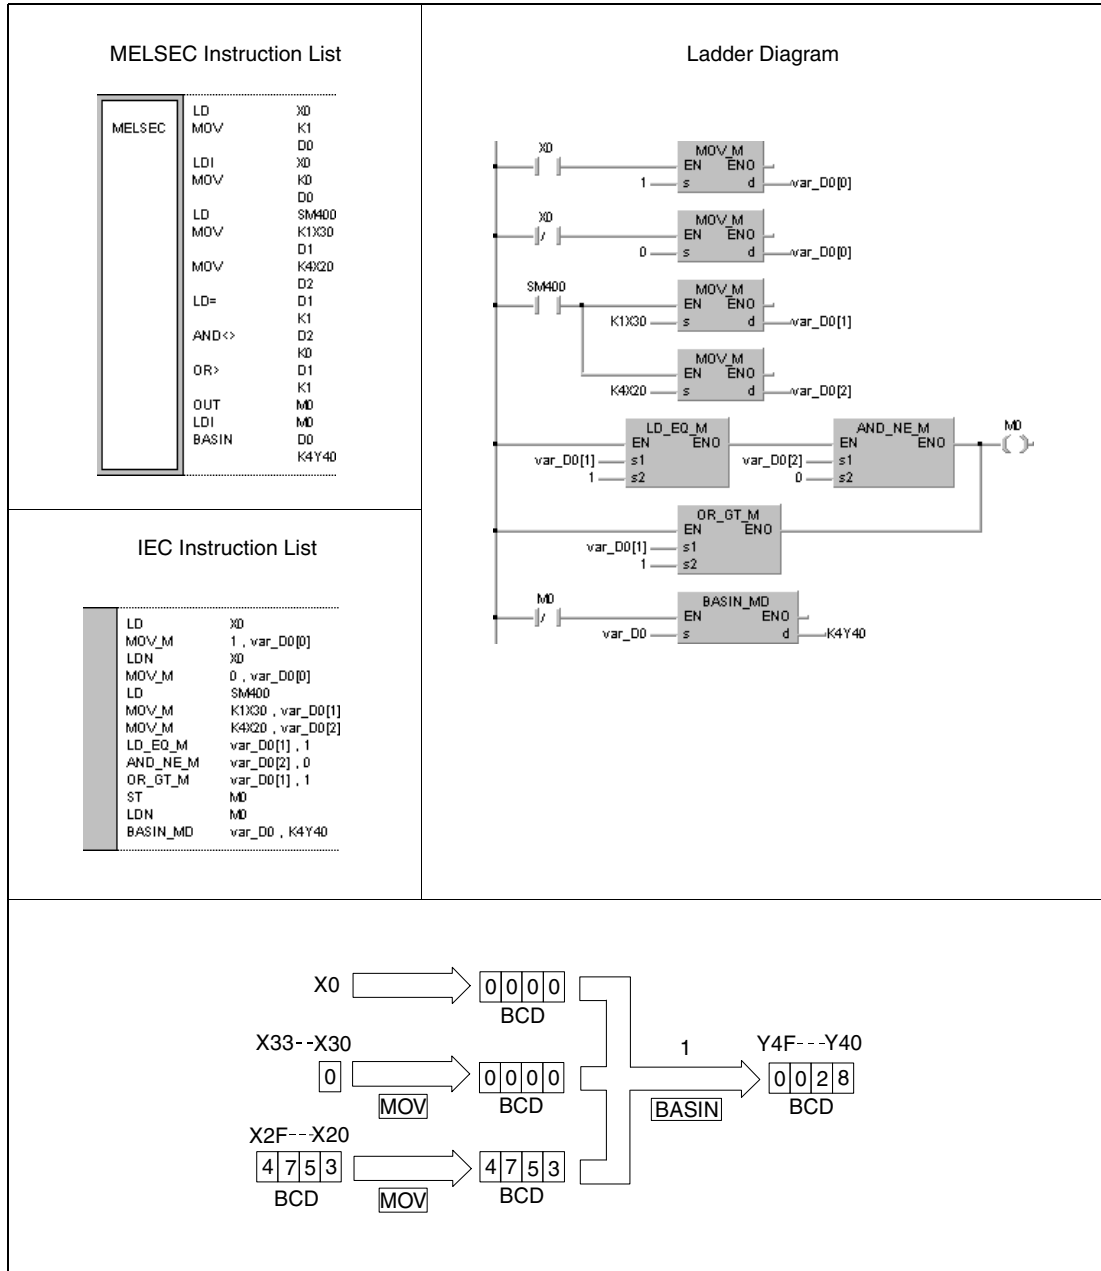 MELSEC Instruction List
MELSEC
LD X0
MOV K1
D0
LDI X0
MOV K0
D0
LD SM400
MOV K1X30
D1
MOV K4X20
D2
LD= D1
K1
AND<> D2
K0
OR> D1
K1
OUT M0
LDI M0
BASIN D0
K4Y40
IEC Instruction List
LD X0
MOV_M 1 , var_D0[0]
LDN X0
MOV_M 0 , var_D0[0]
LD SM400
MOV_M K1X30 , var_D0[1]
MOV_M K4X20 , var_D0[2]
LD_EQ_M var_D0[1] , 1
AND_NE_M var_D0[2] , 0
OR_GT_M var_D0[1] , 1
ST M0
LDN M0
BASIN_MD var_D0 , K4Y40
Ladder Diagram
X0 MOV_M
EN ENO
1 s d var_D0[0]
X0 MOV_M
EN ENO
0 s d var_D0[0]
SM400 MOV_M
EN ENO
K1X30 s d var_D0[1]
MOV_M
EN ENO
K4X20 s d var_D0[2]
LD_EQ_M AND_NE_M M0
EN ENO EN ENO
var_D0[1] s1 var_D0[2] s1
1 s2 0 s2
OR_GT_M
EN ENO
var_D0[1] s1
1 s2
M0 BASIN_MD
EN ENO
var_D0 s d K4Y40
X0 0 0 0 0
BCD
X33--X30 1 Y4F---Y40
0 0 0 0 0 0 0 2 8
MOV BCD BASIN BCD
X2F---X20
4 7 5 3 4 7 5 3
BCD MOV BCD